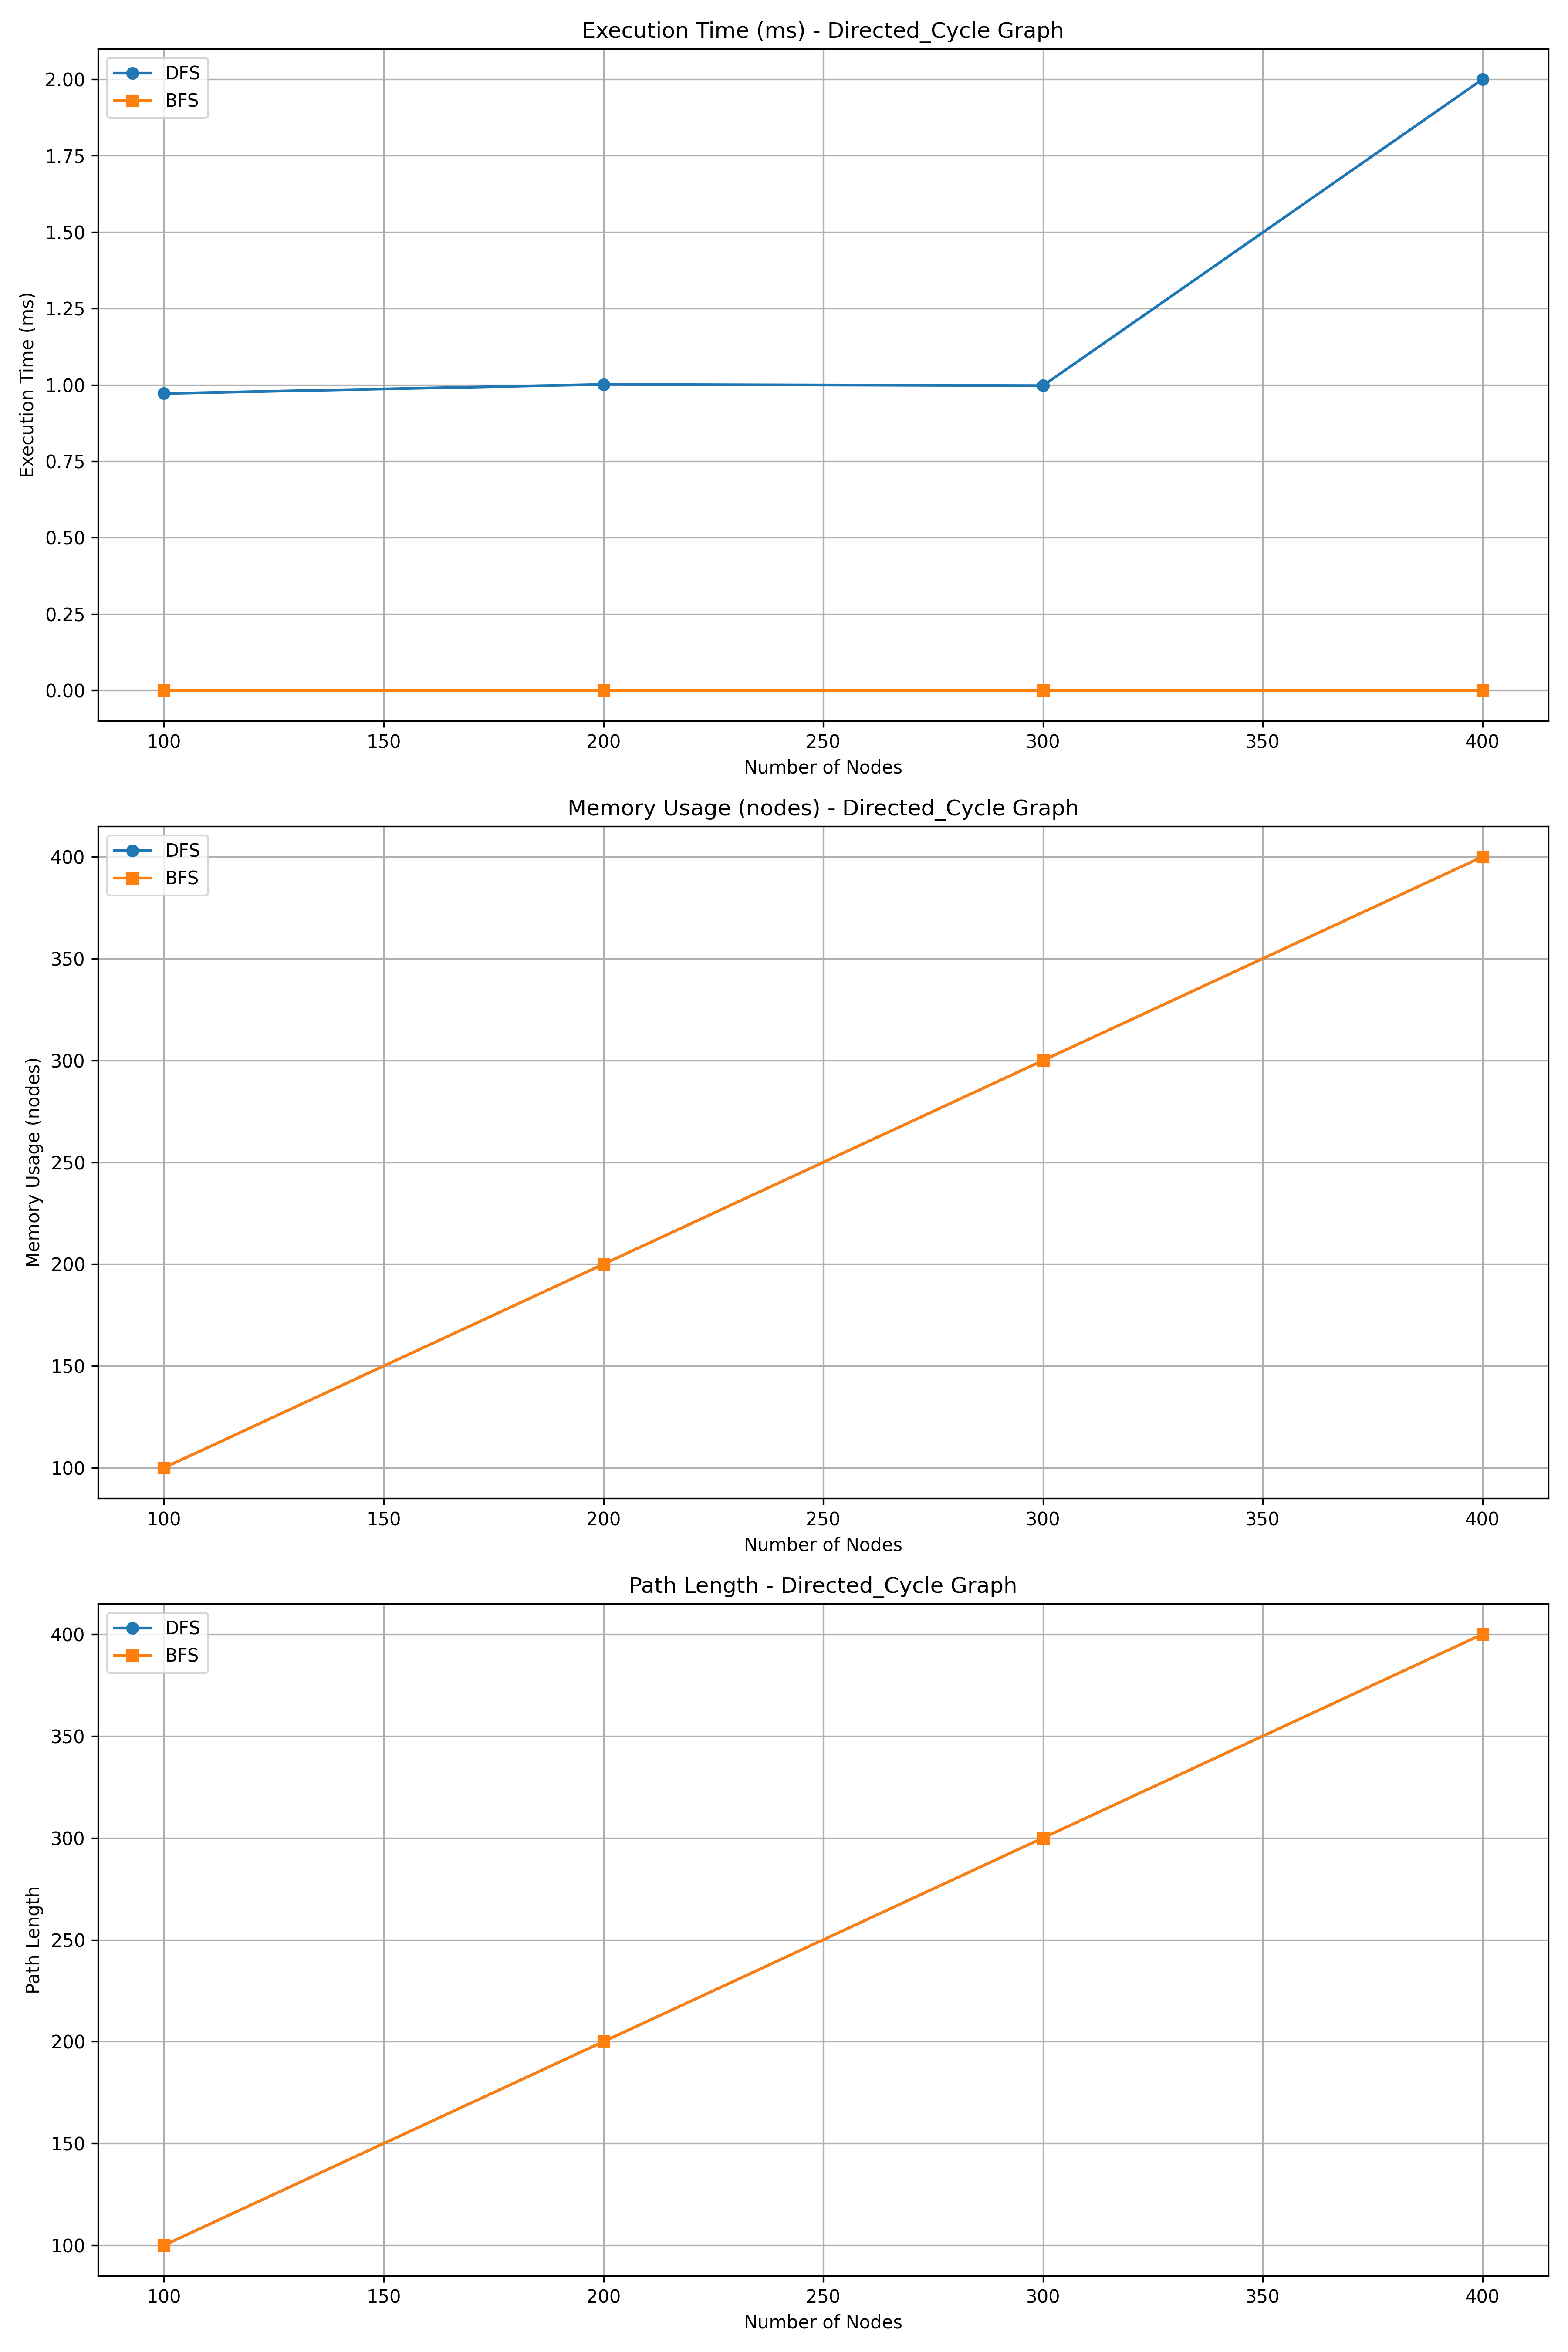 Execution Time (ms) - Directed_Cycle Graph
DFS
BFS
2.00
1.75
1.50
1.25
1.00
0.75
0.50
0.25
0.00
Execution Time (ms)
100 150 200 250 300 350 400
Number of Nodes
Memory Usage (nodes) - Directed_Cycle Graph
DFS
BFS
400
350
300
250
200
150
100
Memory Usage (nodes)
100 150 200 250 300 350 400
Number of Nodes
Path Length - Directed_Cycle Graph
DFS
BFS
400
350
300
250
200
150
100
Path Length
100 150 200 250 300 350 400
Number of Nodes